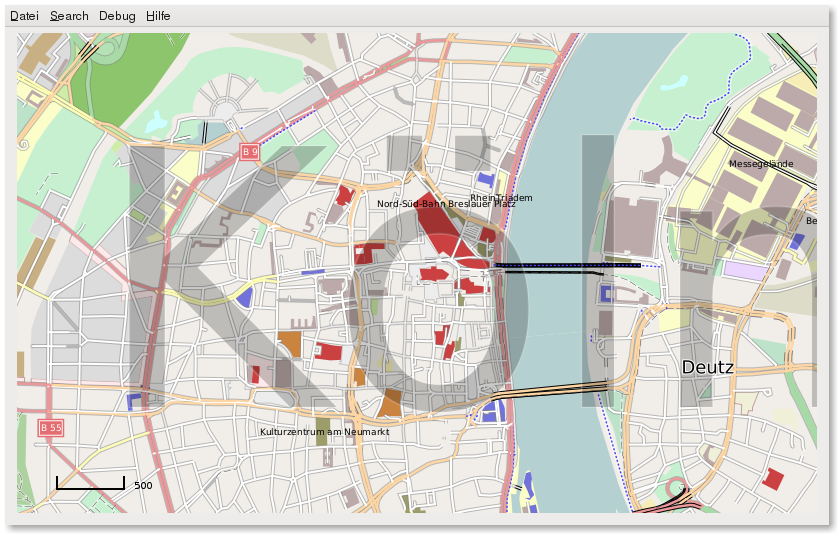 Datei Search Debug Hilfe
B 9
Messegelände
RheinTriadem
Nord-Süd-Bahn Breslauer Platz
Be
Köln
Deutz
B 55
Kulturzentrum am Neumarkt
500